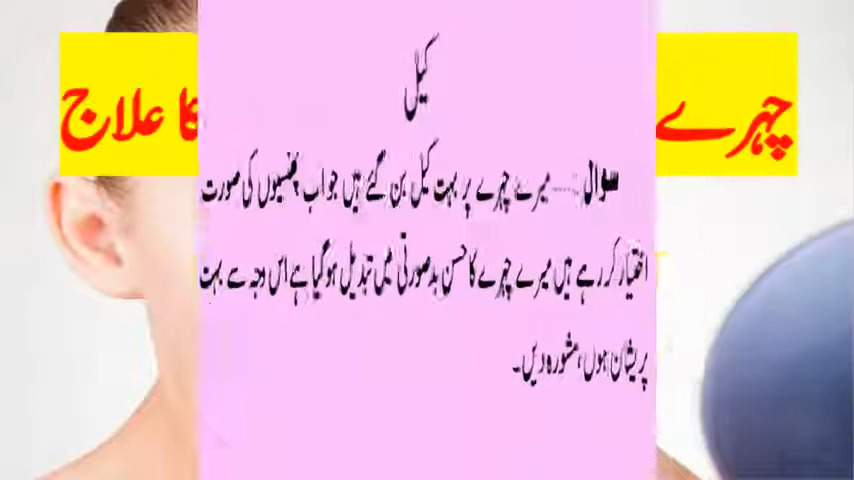 چہرے
کا علاج
کیل
سوال:---میرے چہرے پر بہت کیل بن گئے ہیں جو اب پھنسیوں کی صورت
اختیار کر رہے ہیں میرے چہرے کا حسن بدصورتی میں تبدیل ہو گیا ہے اس وجہ سے بہت
پریشان ہوں، مشورہ دیں۔